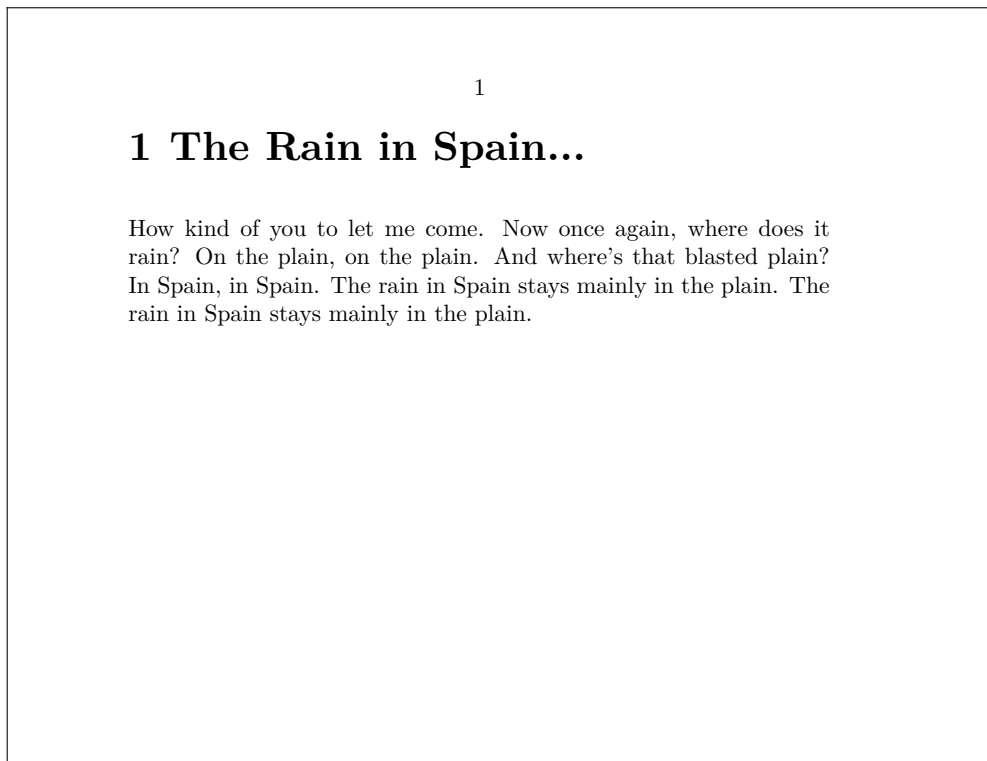 1
1 The Rain in Spain...
How kind of you to let me come. Now once again, where does it
rain? On the plain, on the plain. And where's that blasted plain?
In Spain, in Spain. The rain in Spain stays mainly in the plain. The
rain in Spain stays mainly in the plain.